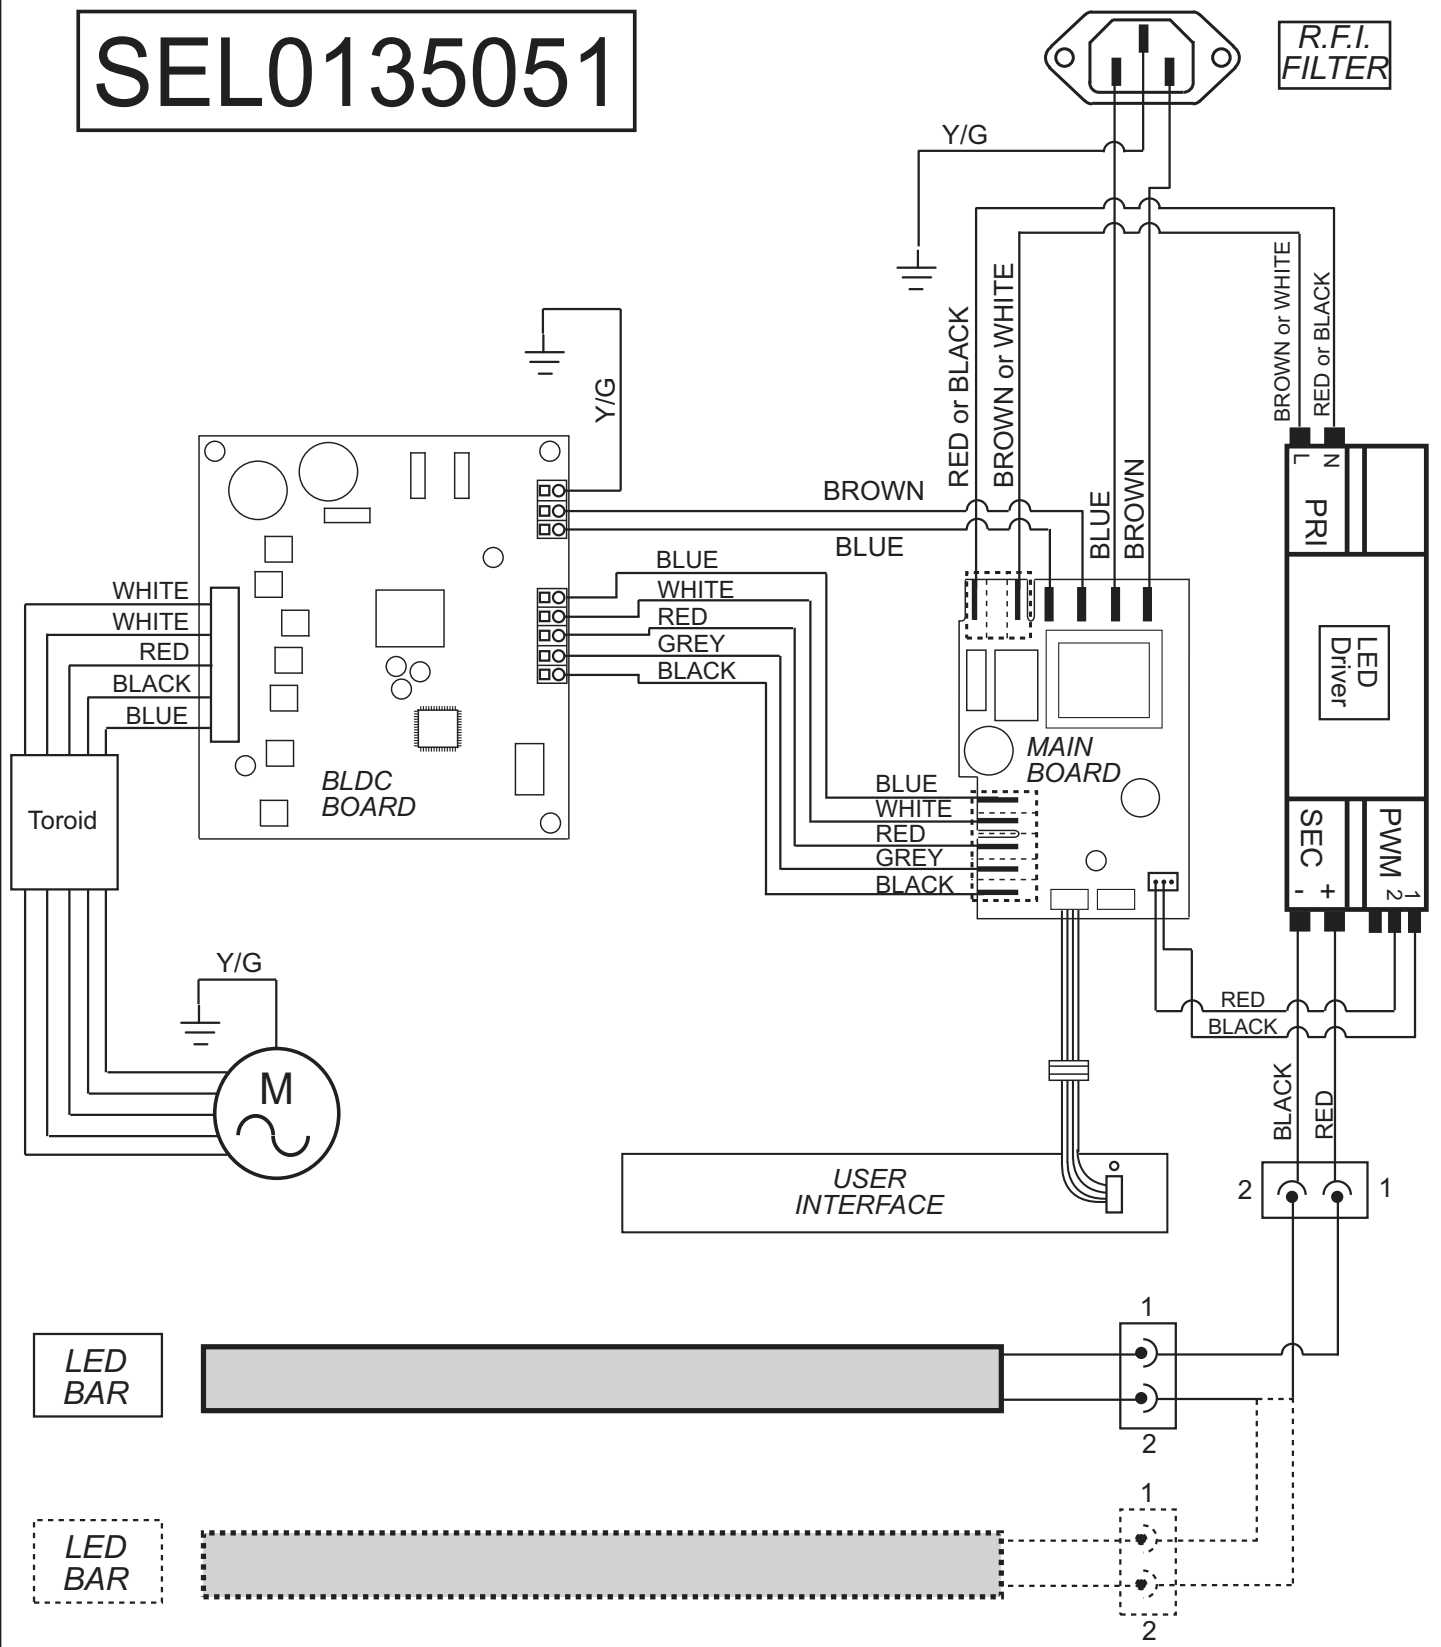 SEL0135051
R.F.I.
FILTER
Y/G
RED or BLACK
BROWN or WHITE
BLUE
BROWN
BROWN or WHITE
RED or BLACK
Y/G
BROWN
BLUE
L
N
PRI
LED
Driver
SEC
- +
PWM
2 1
BLUE
WHITE
RED
GREY
BLACK
WHITE
WHITE
RED
BLACK
BLUE
BLDC
BOARD
Toroid
MAIN
BOARD
BLUE
WHITE
RED
GREY
BLACK
Y/G
M
RED
BLACK
BLACK
RED
USER
INTERFACE
2
1
1
LED
BAR
2
1
LED
BAR
2